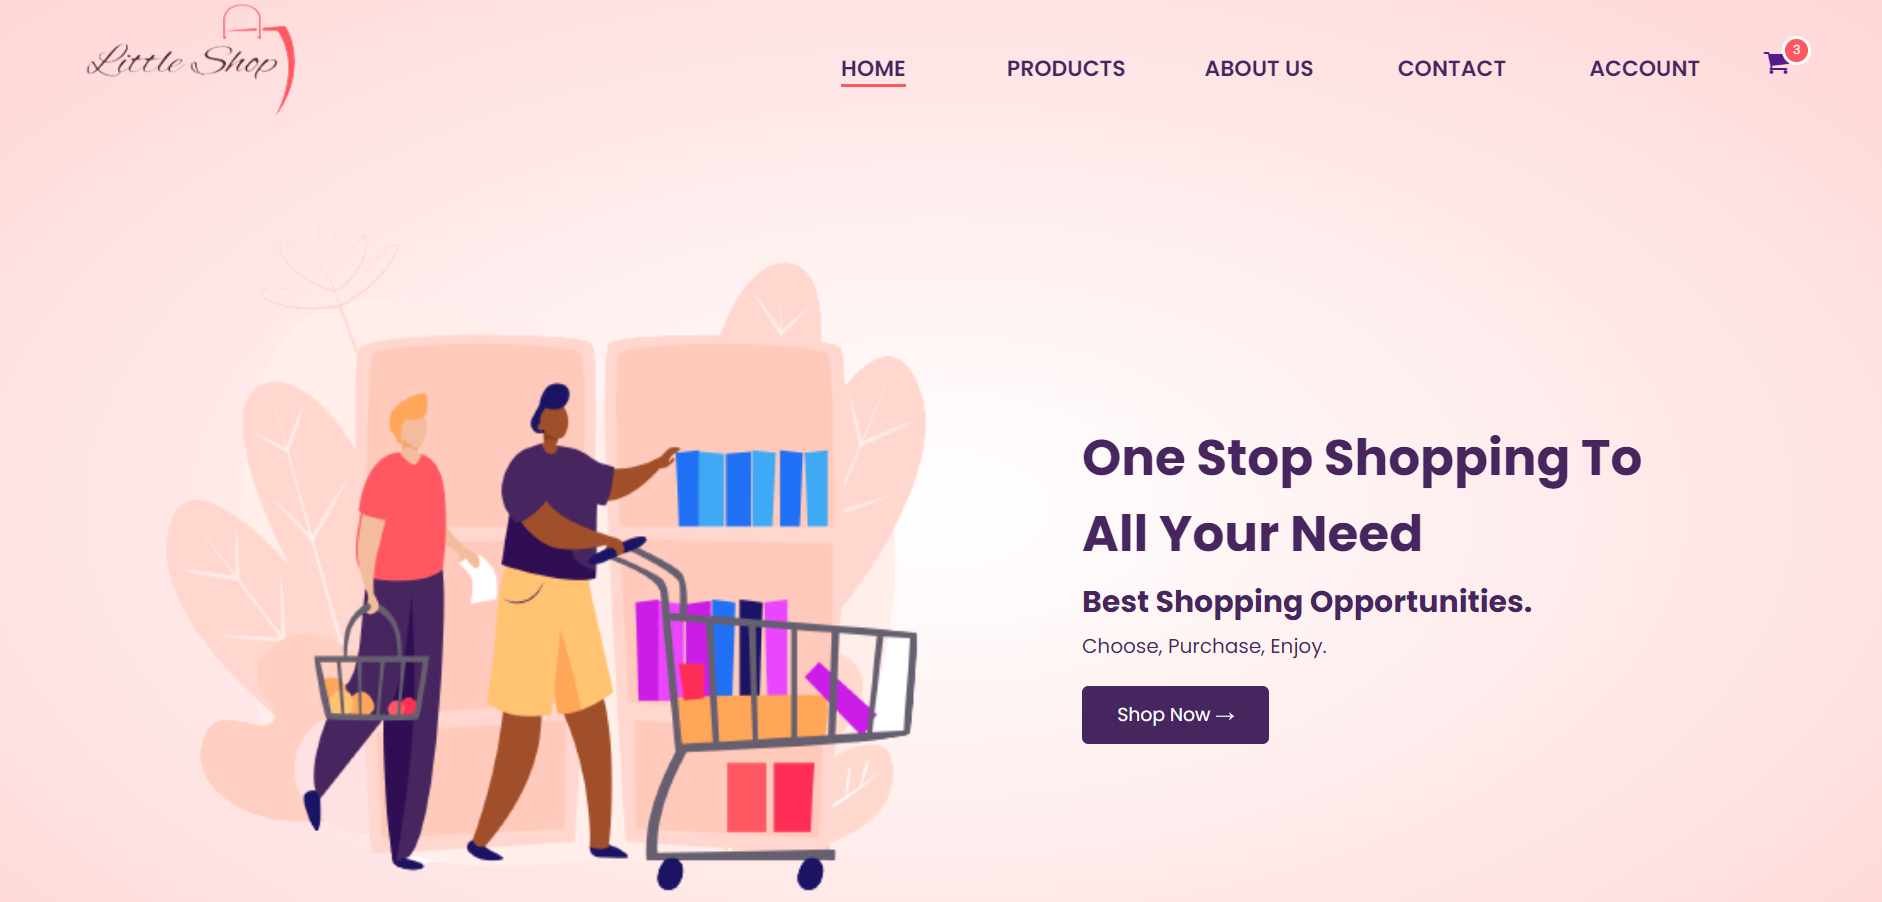 Little Shop
HOME PRODUCTS ABOUT US CONTACT ACCOUNT 3
One Stop Shopping To
All Your Need
Best Shopping Opportunities.
Choose, Purchase, Enjoy.
Shop Now →